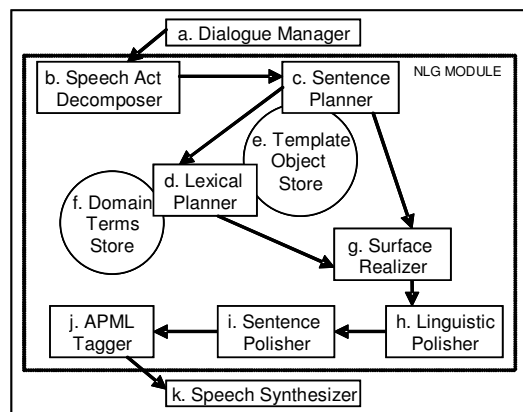 a. Dialogue Manager
NLG MODULE
b. Speech Act
Decomposer
c. Sentence
Planner
e. Template
Object
Store
d. Lexical
Planner
f. Domain
Terms
Store
g. Surface
Realizer
j. APML
Tagger
i. Sentence
Polisher
h. Linguistic
Polisher
k. Speech Synthesizer